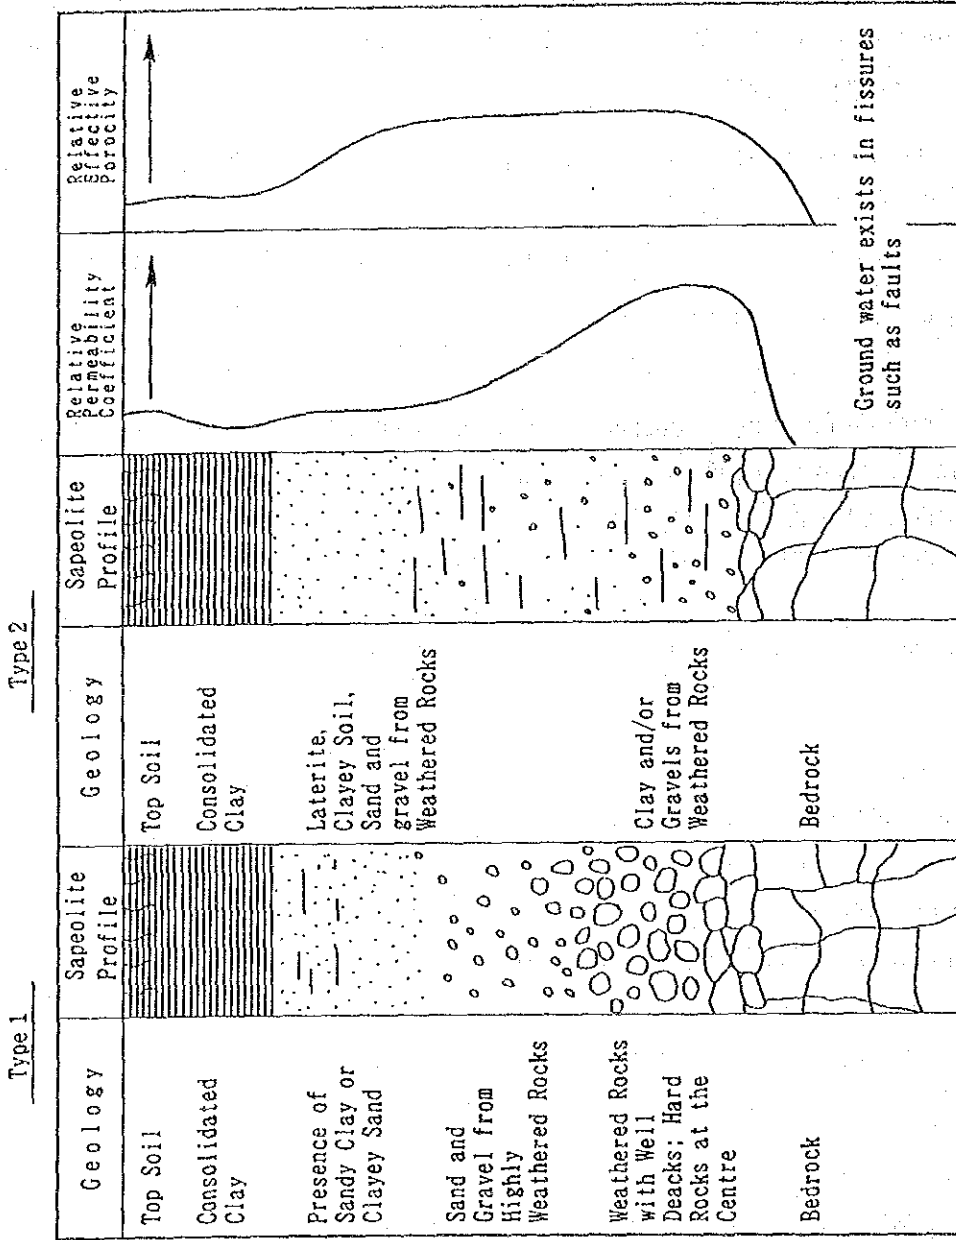 Type 1
Type 2
Geology
Sapeolite
Profile
Geology
Sapeolite
Profile
Relative
Permeability
Coefficient
Relative
Effective
Porocity
Top Soil
Consolidated
Clay
Presence of
Sandy Clay or
Clayey Sand
Sand and
Gravel from
Highly
Weathered Rocks
Weathered Rocks
with Well
Deacks; Hard
Rocks at the
Centre
Bedrock
Top Soil
Consolidated
Clay
Laterite,
Clayey Soil,
Sand and
gravel from
Weathered Rocks
Clay and/or
Gravels from
Weathered Rocks
Bedrock
Ground water exists in fissures
such as faults